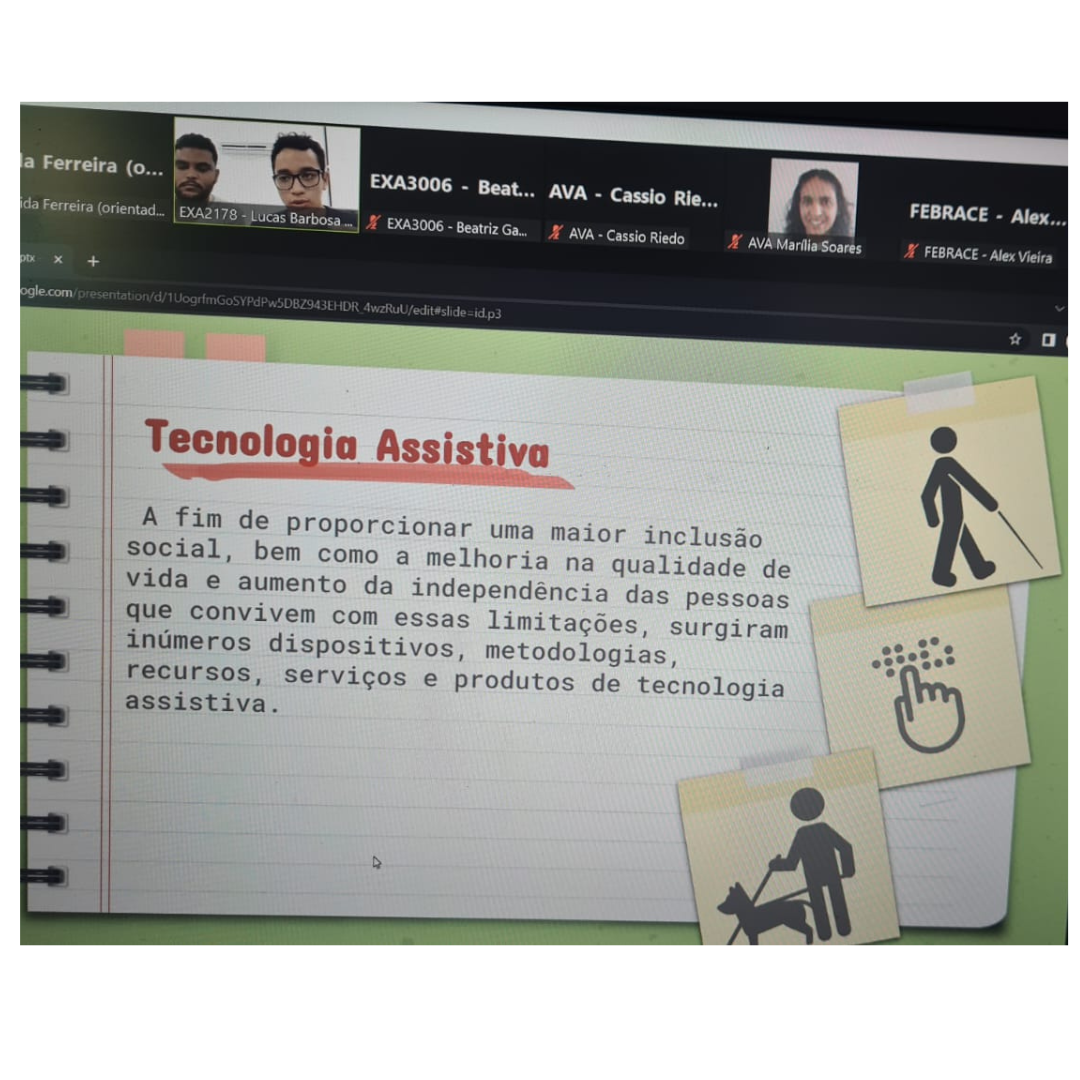 da Ferreira (o...
ida Ferreira (orientad...
EXA2178 - Lucas Barbosa ...
EXA3006 - Beat...
EXA3006 - Beatriz Ga...
AVA - Cassio Rie...
AVA - Cassio Riedo
AVA Marília Soares
FEBRACE - Alex...
FEBRACE - Alex Vieira
ptx
ogle.com/presentation/d/1UogrfmGoSYPdPw5DBZ943EHDR_4wzRuU/edit#slide=id.p3
Tecnologia Assistiva
A fim de proporcionar uma maior inclusão
social, bem como a melhoria na qualidade de
vida e aumento da independência das pessoas
que convivem com essas limitações, surgiram
inúmeros dispositivos, metodologias,
recursos, serviços e produtos de tecnologia
assistiva.